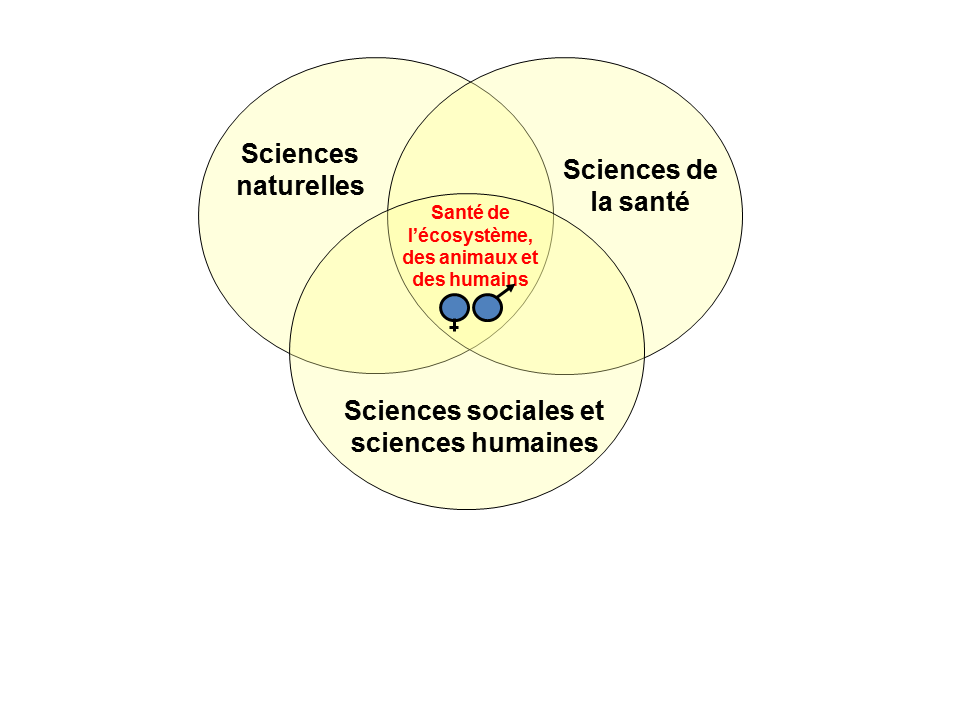 Sciences
naturelles
Sciences de
la santé
Santé de
l’écosystème,
des animaux et
des humains
Sciences sociales et
sciences humaines